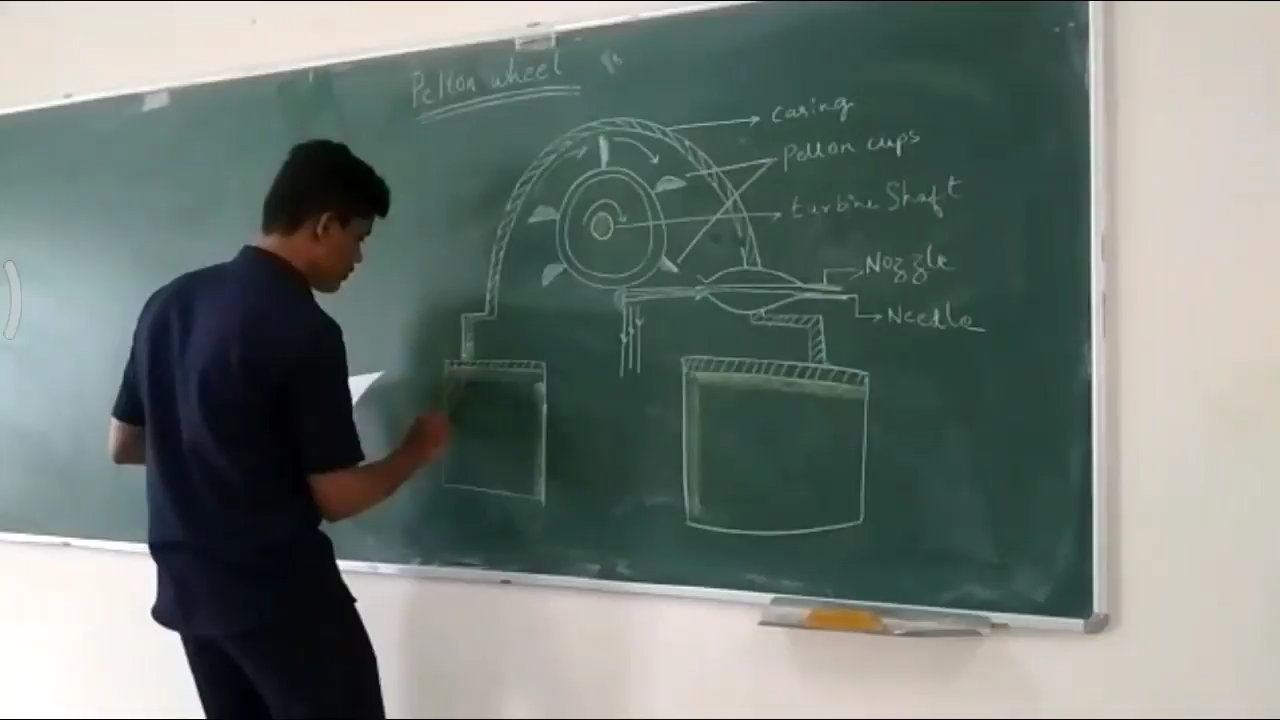 Pelton wheel
casing
Pelton cups
turbine Shaft
Nozzle
Needle